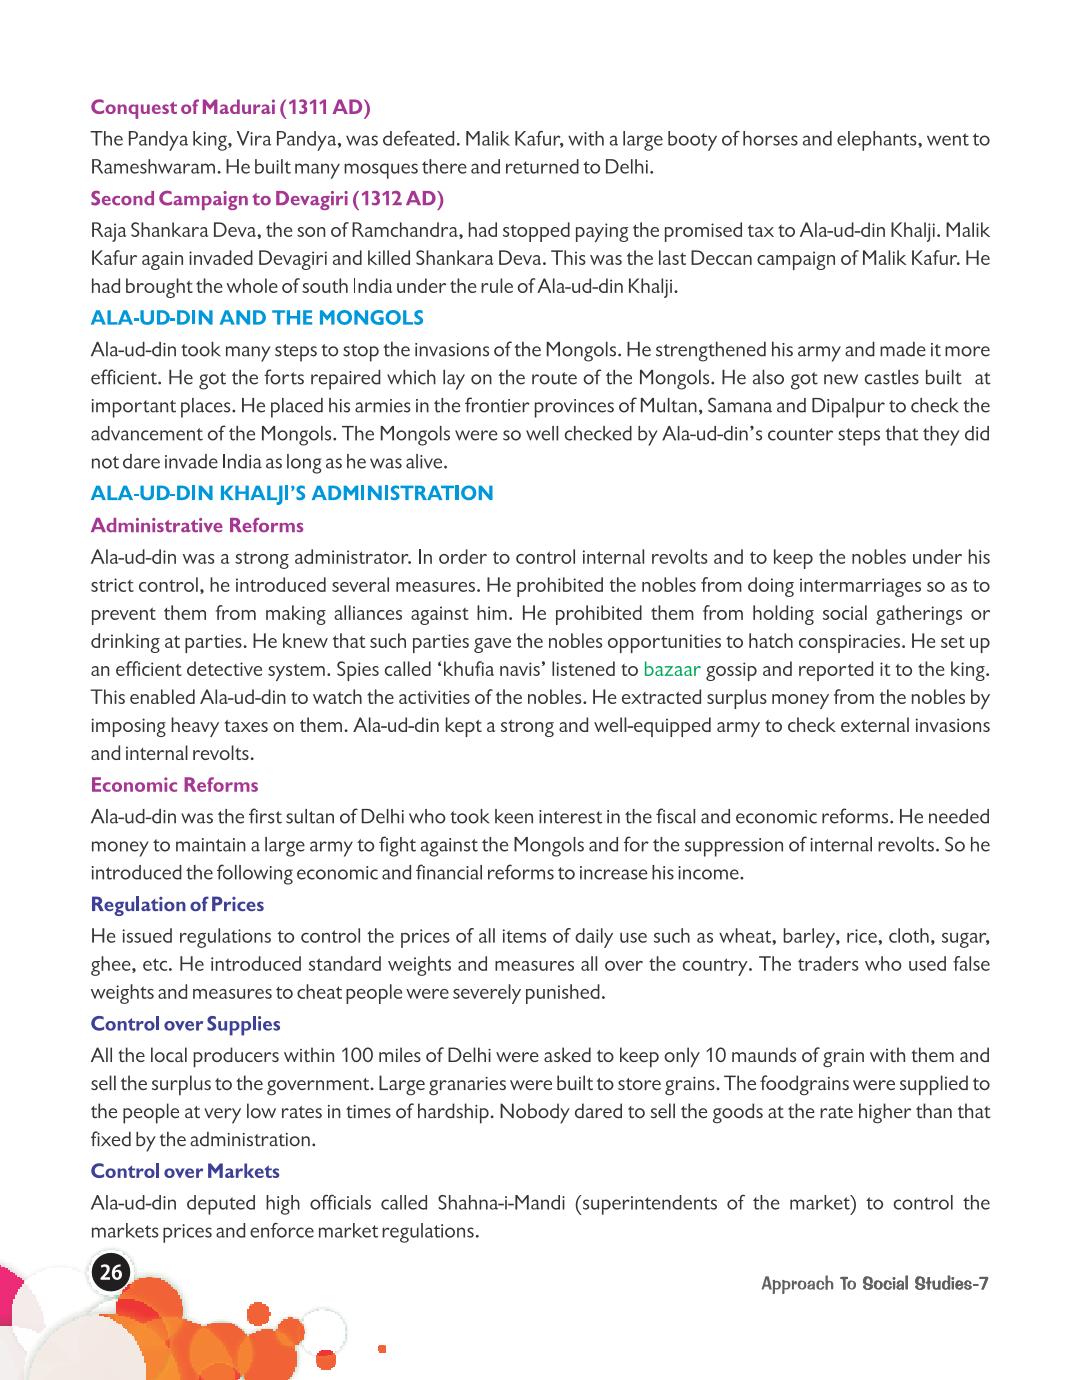 Conquest of Madurai (1311 AD)
The Pandya king, Vira Pandya, was defeated. Malik Kafur, with a large booty of horses and elephants, went to
Rameshwaram. He built many mosques there and returned to Delhi.
Second Campaign to Devagiri (1312 AD)
Raja Shankara Deva, the son of Ramchandra, had stopped paying the promised tax to Ala-ud-din Khalji. Malik
Kafur again invaded Devagiri and killed Shankara Deva. This was the last Deccan campaign of Malik Kafur. He
had brought the whole of south India under the rule of Ala-ud-din Khalji.
ALA-UD-DIN AND THE MONGOLS
Ala-ud-din took many steps to stop the invasions of the Mongols. He strengthened his army and made it more
efficient. He got the forts repaired which lay on the route of the Mongols. He also got new castles built at
important places. He placed his armies in the frontier provinces of Multan, Samana and Dipalpur to check the
advancement of the Mongols. The Mongols were so well checked by Ala-ud-din's counter steps that they did
not dare invade India as long as he was alive.
ALA-UD-DIN KHALJI'S ADMINISTRATION
Administrative Reforms
Ala-ud-din was a strong administrator. In order to control internal revolts and to keep the nobles under his
strict control, he introduced several measures. He prohibited the nobles from doing intermarriages so as to
prevent them from making alliances against him. He prohibited them from holding social gatherings or
drinking at parties. He knew that such parties gave the nobles opportunities to hatch conspiracies. He set up
an efficient detective system. Spies called 'khufia navis' listened to bazaar gossip and reported it to the king.
This enabled Ala-ud-din to watch the activities of the nobles. He extracted surplus money from the nobles by
imposing heavy taxes on them. Ala-ud-din kept a strong and well-equipped army to check external invasions
and internal revolts.
Economic Reforms
Ala-ud-din was the first sultan of Delhi who took keen interest in the fiscal and economic reforms. He needed
money to maintain a large army to fight against the Mongols and for the suppression of internal revolts. So he
introduced the following economic and financial reforms to increase his income.
Regulation of Prices
He issued regulations to control the prices of all items of daily use such as wheat, barley, rice, cloth, sugar,
ghee, etc. He introduced standard weights and measures all over the country. The traders who used false
weights and measures to cheat people were severely punished.
Control over Supplies
All the local producers within 100 miles of Delhi were asked to keep only 10 maunds of grain with them and
sell the surplus to the government. Large granaries were built to store grains. The foodgrains were supplied to
the people at very low rates in times of hardship. Nobody dared to sell the goods at the rate higher than that
fixed by the administration.
Control over Markets
Ala-ud-din deputed high officials called Shahna-i-Mandi (superintendents of the market) to control the
markets prices and enforce market regulations.
26
Approach To Social Studies-7